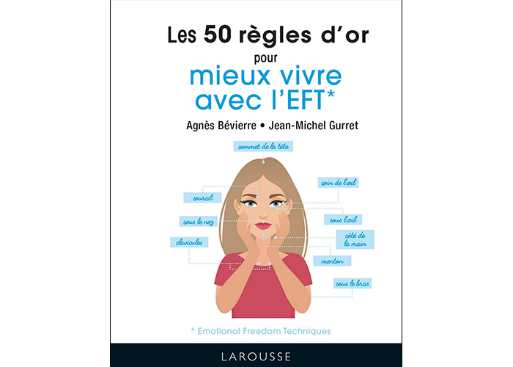 Les 50 règles d'or
pour
mieux vivre
avec l'EFT*
Agnès Bévierre • Jean-Michel Gurret
sommet de la tête
coin de l'œil
sourcil
sous le nez
sous l'œil
clavicules
côté de
la main
menton
sous le bras
* Emotional Freedom Techniques
LAROUSSE